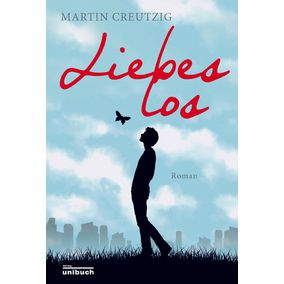 MARTIN CREUTZIG
Liebes
los
Roman
unibuch